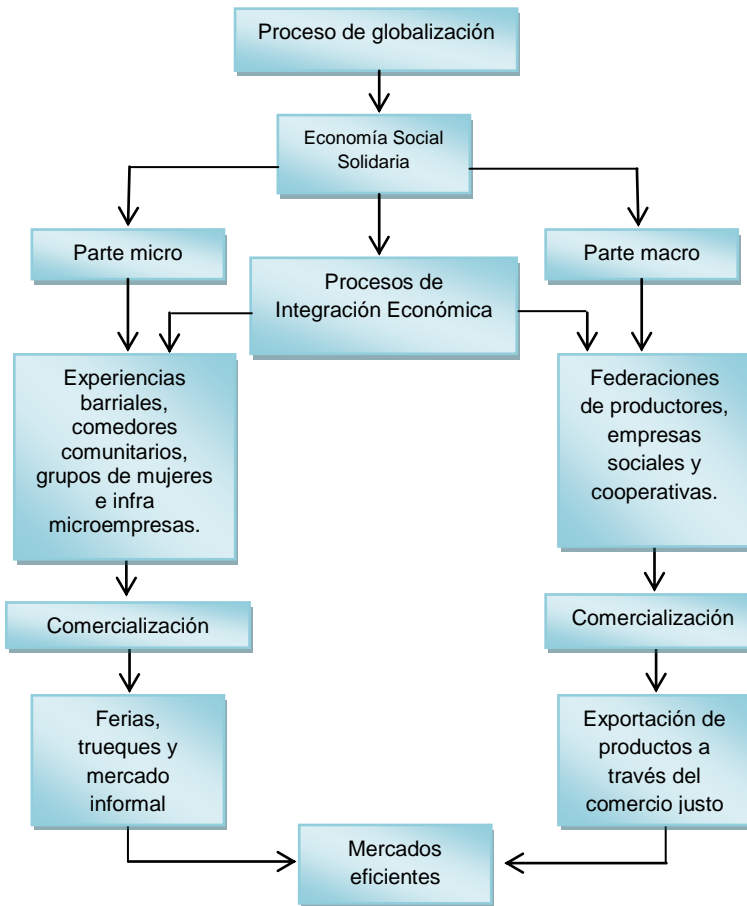 Proceso de globalización
Economía Social
Solidaria
Parte micro
Parte macro
Procesos de
Integración Económica
Experiencias
barriales,
comedores
comunitarios,
grupos de mujeres
e infra
microempresas.
Federaciones
de productores,
empresas
sociales y
cooperativas.
Comercialización
Comercialización
Ferias,
trueques y
mercado
informal
Exportación de
productos a
través del
comercio justo
Mercados
eficientes